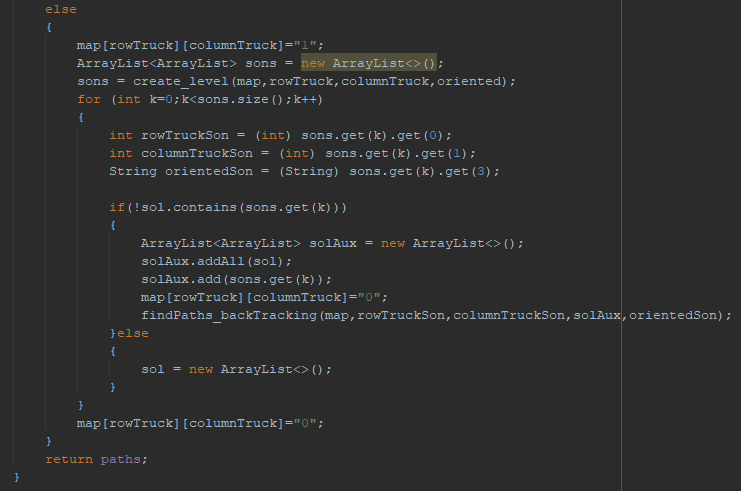 else
{
map[rowTruck][columnTruck]="1";
ArrayList<ArrayList> sons = new ArrayList<>();
sons = create_level(map,rowTruck,columnTruck,oriented);
for (int k=0;k<sons.size();k++)
{
int rowTruckSon = (int) sons.get(k).get(0);
int columnTruckSon = (int) sons.get(k).get(1);
String orientedSon = (String) sons.get(k).get(3);
if(!sol.contains(sons.get(k)))
{
ArrayList<ArrayList> solAux = new ArrayList<>();
solAux.addAll(sol);
solAux.add(sons.get(k));
map[rowTruck][columnTruck]="0";
findPaths_backTracking(map,rowTruckSon,columnTruckSon,solAux,orientedSon);
}else
{
sol = new ArrayList<>();
}
}
map[rowTruck][columnTruck]="0";
}
return paths;
}